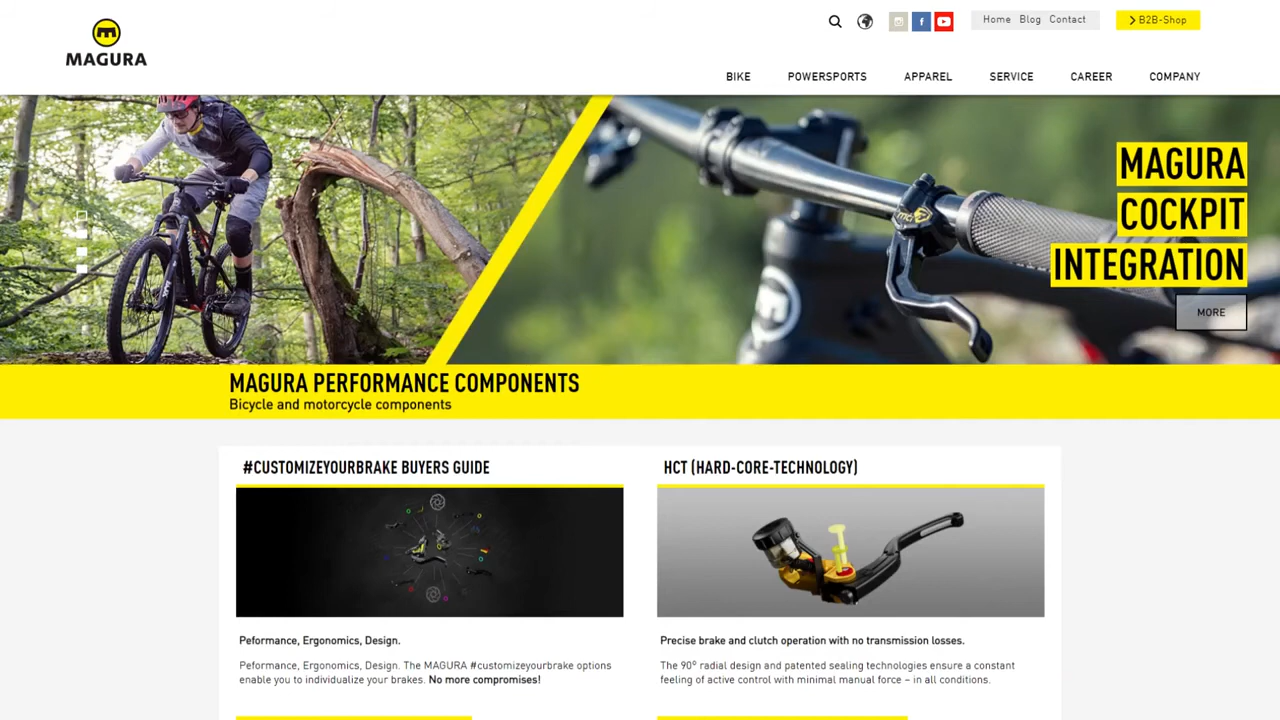 MAGURA
Home Blog Contact
B2B-Shop
BIKE POWERSPORTS APPAREL SERVICE CAREER COMPANY
MAGURA
COCKPIT
INTEGRATION
MORE
MAGURA PERFORMANCE COMPONENTS
Bicycle and motorcycle components
#CUSTOMIZEYOURBRAKE BUYERS GUIDE
HCT (HARD-CORE-TECHNOLOGY)
Peformance, Ergonomics, Design.
Peformance, Ergonomics, Design. The MAGURA #customizeyourbrake options
enable you to individualize your brakes. No more compromises!
Precise brake and clutch operation with no transmission losses.
The 90° radial design and patented sealing technologies ensure a constant
feeling of active control with minimal manual force – in all conditions.